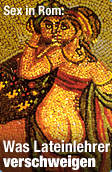 Sex in Rom:
Was Lateinlehrer
verschweigen